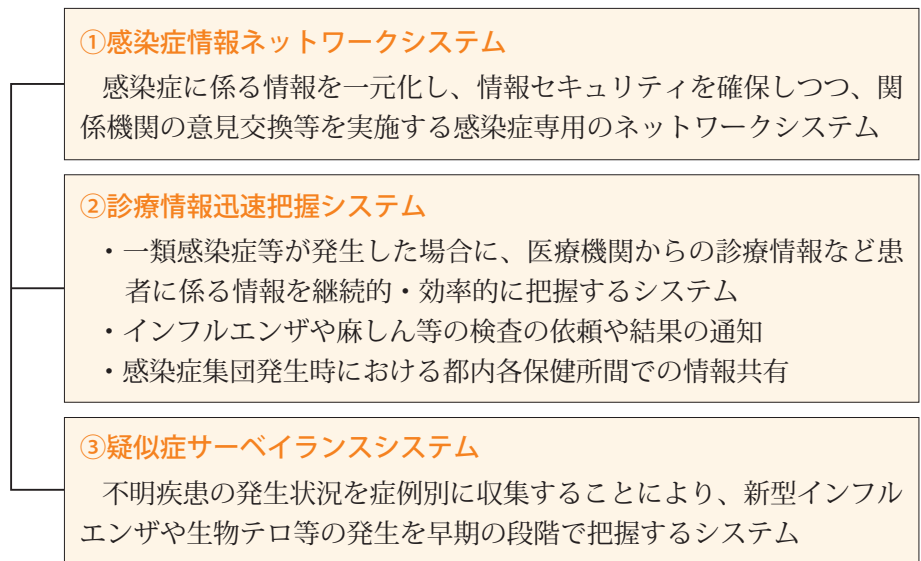 ①感染症情報ネットワークシステム
感染症に係る情報を一元化し、情報セキュリティを確保しつつ、関
係機関の意見交換等を実施する感染症専用のネットワークシステム
②診療情報迅速把握システム
・一類感染症等が発生した場合に、医療機関からの診療情報など患
者に係る情報を継続的・効率的に把握するシステム
・インフルエンザや麻しん等の検査の依頼や結果の通知
・感染症集団発生時における都内各保健所間での情報共有
③疑似症サーベイランスシステム
不明疾患の発生状況を症例別に収集することにより、新型インフル
エンザや生物テロ等の発生を早期の段階で把握するシステム